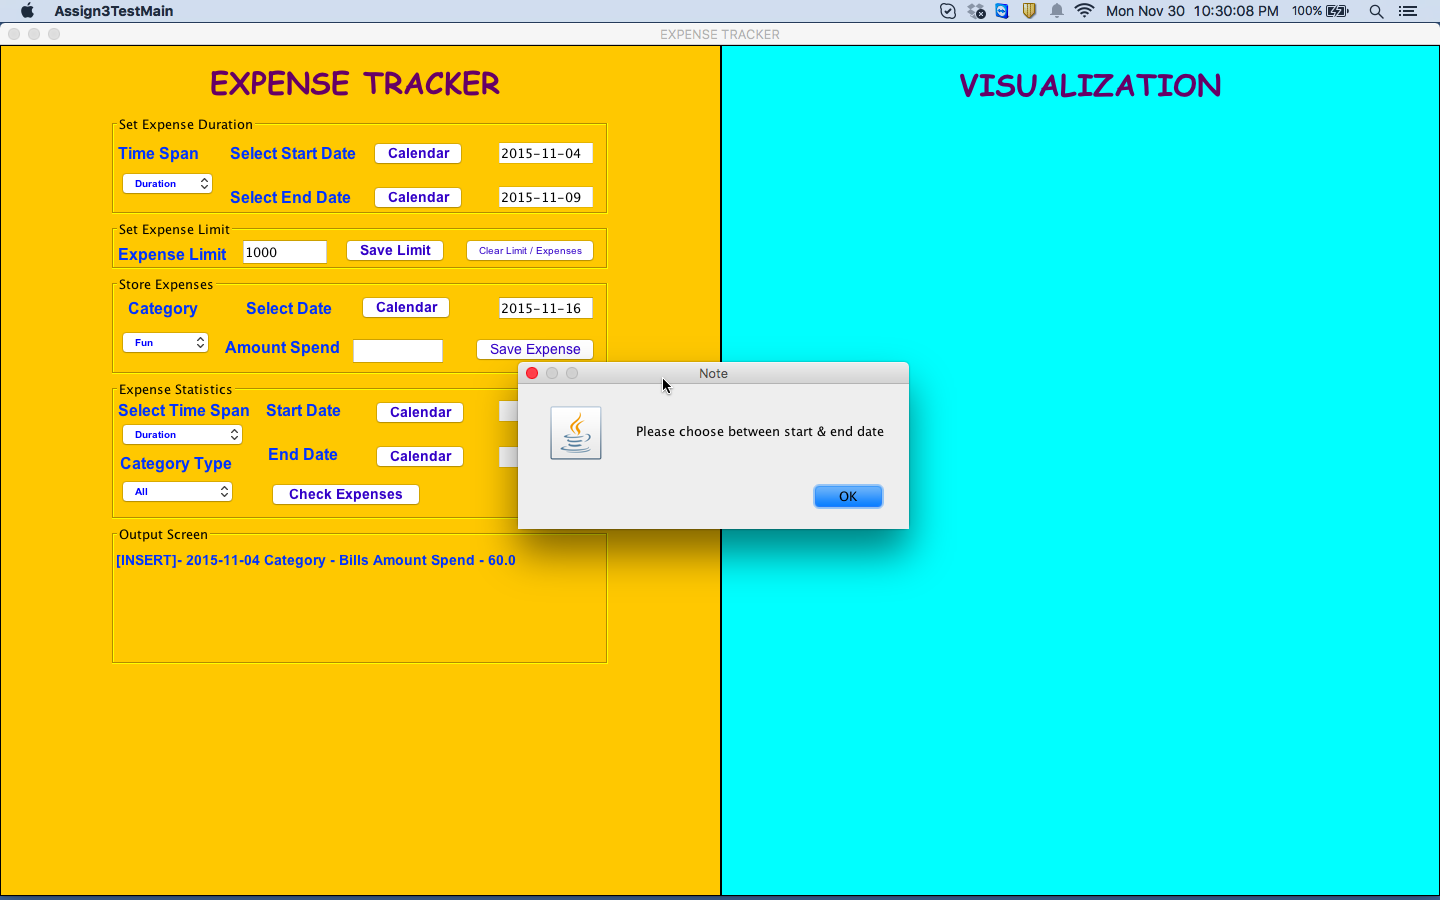 Assign3TestMain
Mon Nov 30 10:30:08 PM 100%
EXPENSE TRACKER
EXPENSE TRACKER
Set Expense Duration
Time Span Select Start Date Calendar 2015-11-04
Duration
Select End Date Calendar 2015-11-09
Set Expense Limit
Expense Limit 1000 Save Limit Clear Limit / Expenses
Store Expenses
Category Select Date Calendar 2015-11-16
Fun Amount Spend Save Expense
Expense Statistics
Select Time Span Start Date Calendar
Duration
Category Type End Date Calendar
All Check Expenses
Output Screen
[INSERT]- 2015-11-04 Category - Bills Amount Spend - 60.0
VISUALIZATION
Note
Please choose between start & end date
OK